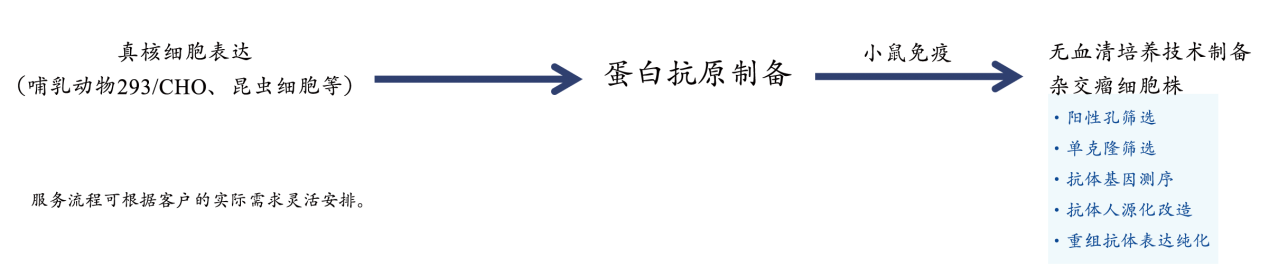 真核细胞表达
（哺乳动物293/CHO、昆虫细胞等）
蛋白抗原制备
小鼠免疫
无血清培养技术制备
杂交瘤细胞株
·阳性孔筛选
·单克隆筛选
·抗体基因测序
·抗体人源化改造
·重组抗体表达纯化
服务流程可根据客户的实际需求灵活安排。